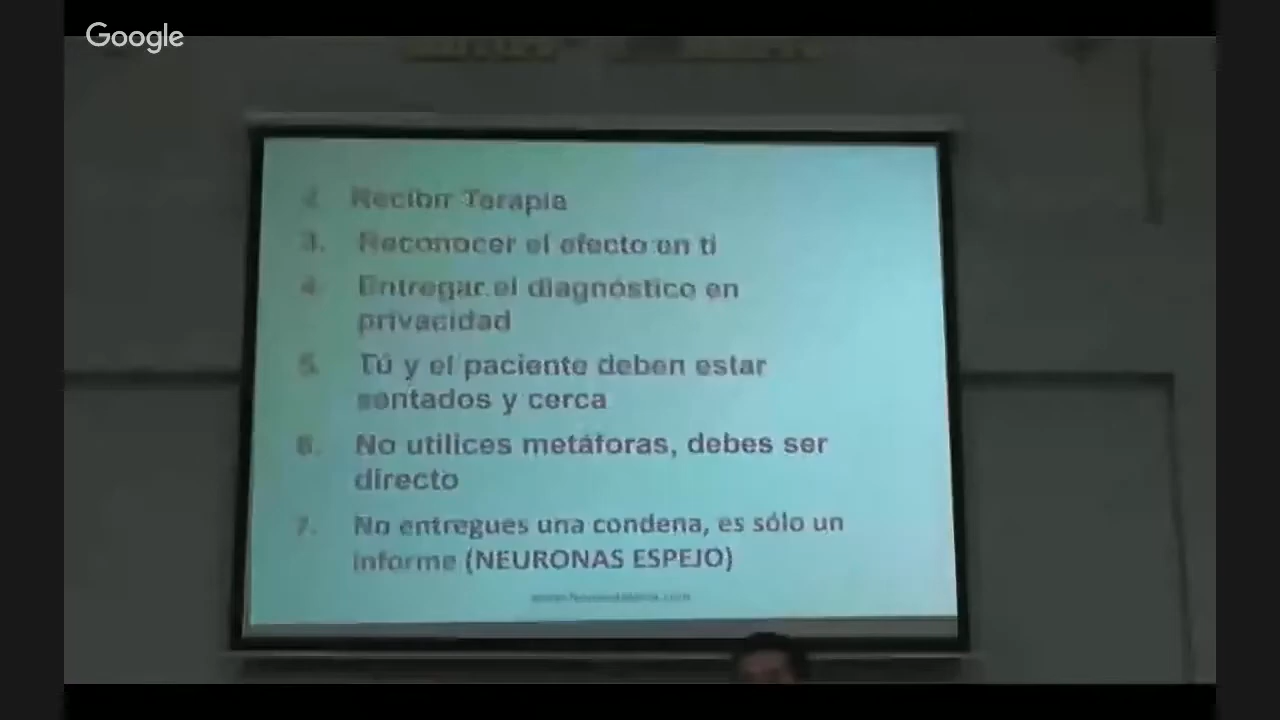 Google
2. Recibir Terapia
3. Reconocer el efecto en ti
4. Entregar el diagnóstico en
privacidad
5. Tú y el paciente deben estar
sentados y cerca
6. No utilices metáforas, debes ser
directo
7. No entregues una condena, es sólo un
informe (NEURONAS ESPEJO)